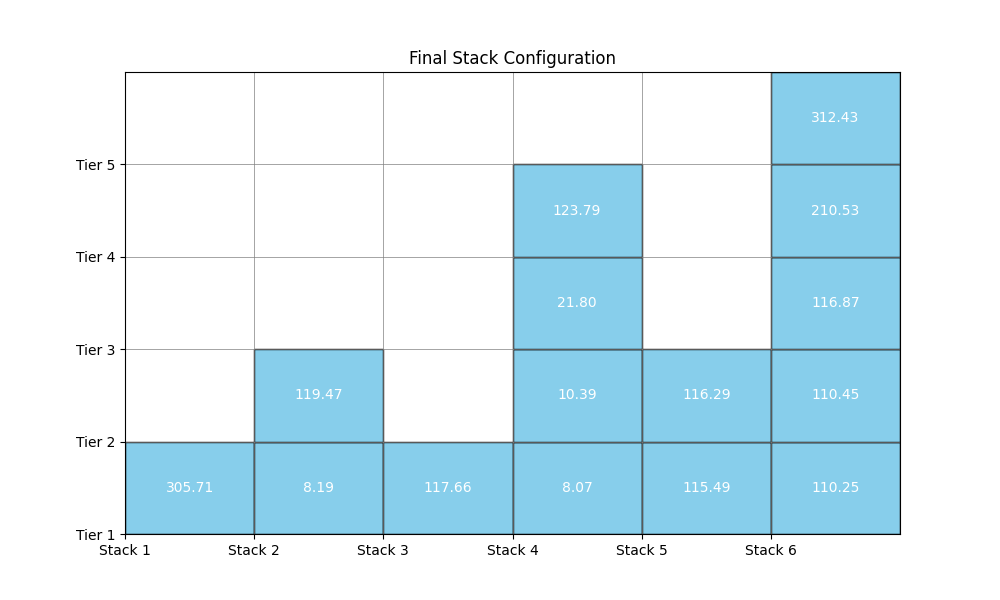 Final Stack Configuration
312.43
Tier 5
123.79
210.53
Tier 4
21.80
116.87
Tier 3
119.47
10.39
116.29
110.45
Tier 2
305.71
8.19
117.66
8.07
115.49
110.25
Tier 1
Stack 1
Stack 2
Stack 3
Stack 4
Stack 5
Stack 6